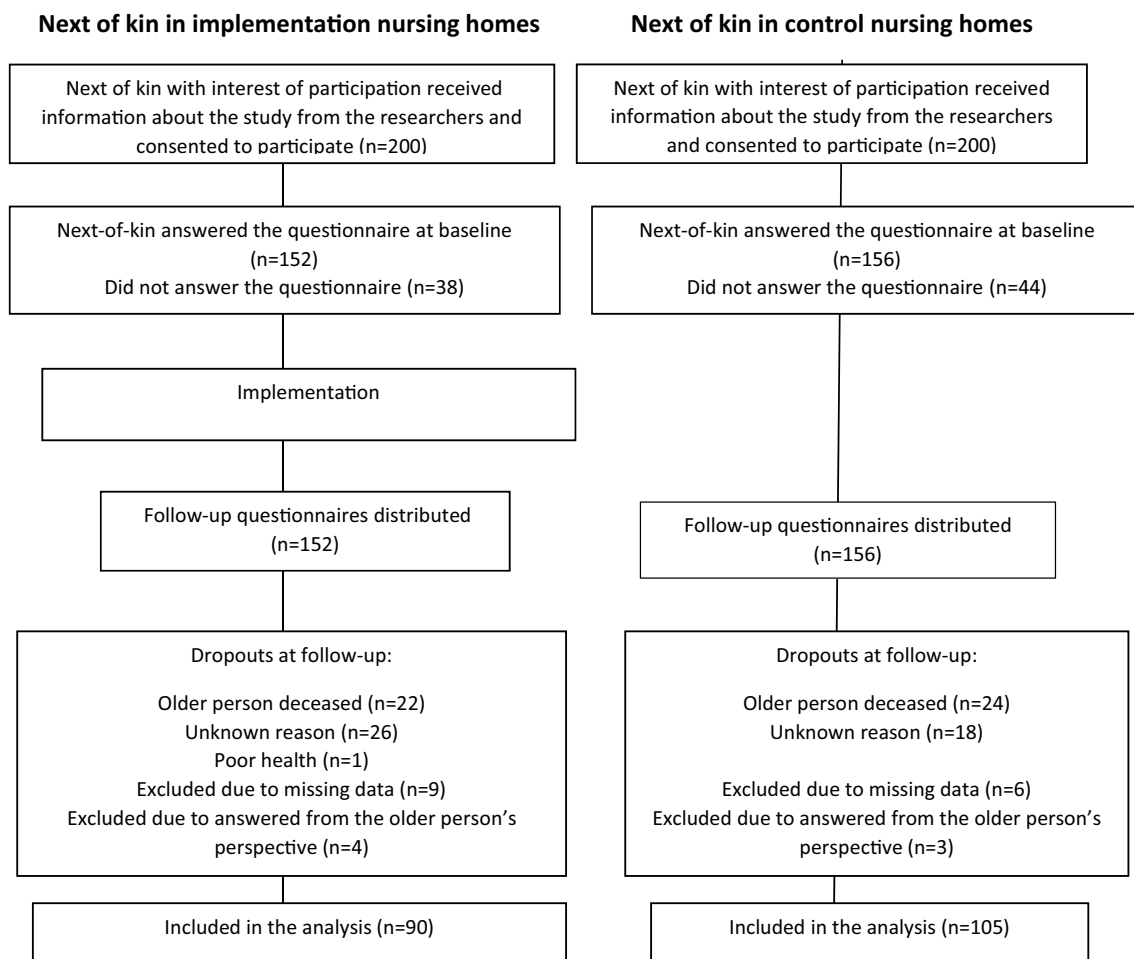 Next of kin in implementation nursing homes
Next of kin with interest of participation received
information about the study from the researchers and
consented to participate (n=200)
Next-of-kin answered the questionnaire at baseline
(n=152)
Did not answer the questionnaire (n=38)
Implementation
Follow-up questionnaires distributed
(n=152)
Dropouts at follow-up:
Older person deceased (n=22)
Unknown reason (n=26)
Poor health (n=1)
Excluded due to missing data (n=9)
Excluded due to answered from the older person's
perspective (n=4)
Included in the analysis (n=90)
Next of kin in control nursing homes
Next of kin with interest of participation received
information about the study from the researchers
and consented to participate (n=200)
Next-of-kin answered the questionnaire at baseline
(n=156)
Did not answer the questionnaire (n=44)
Follow-up questionnaires distributed
(n=156)
Dropouts at follow-up:
Older person deceased (n=24)
Unknown reason (n=18)
Excluded due to missing data (n=6)
Excluded due to answered from the older person's
perspective (n=3)
Included in the analysis (n=105)